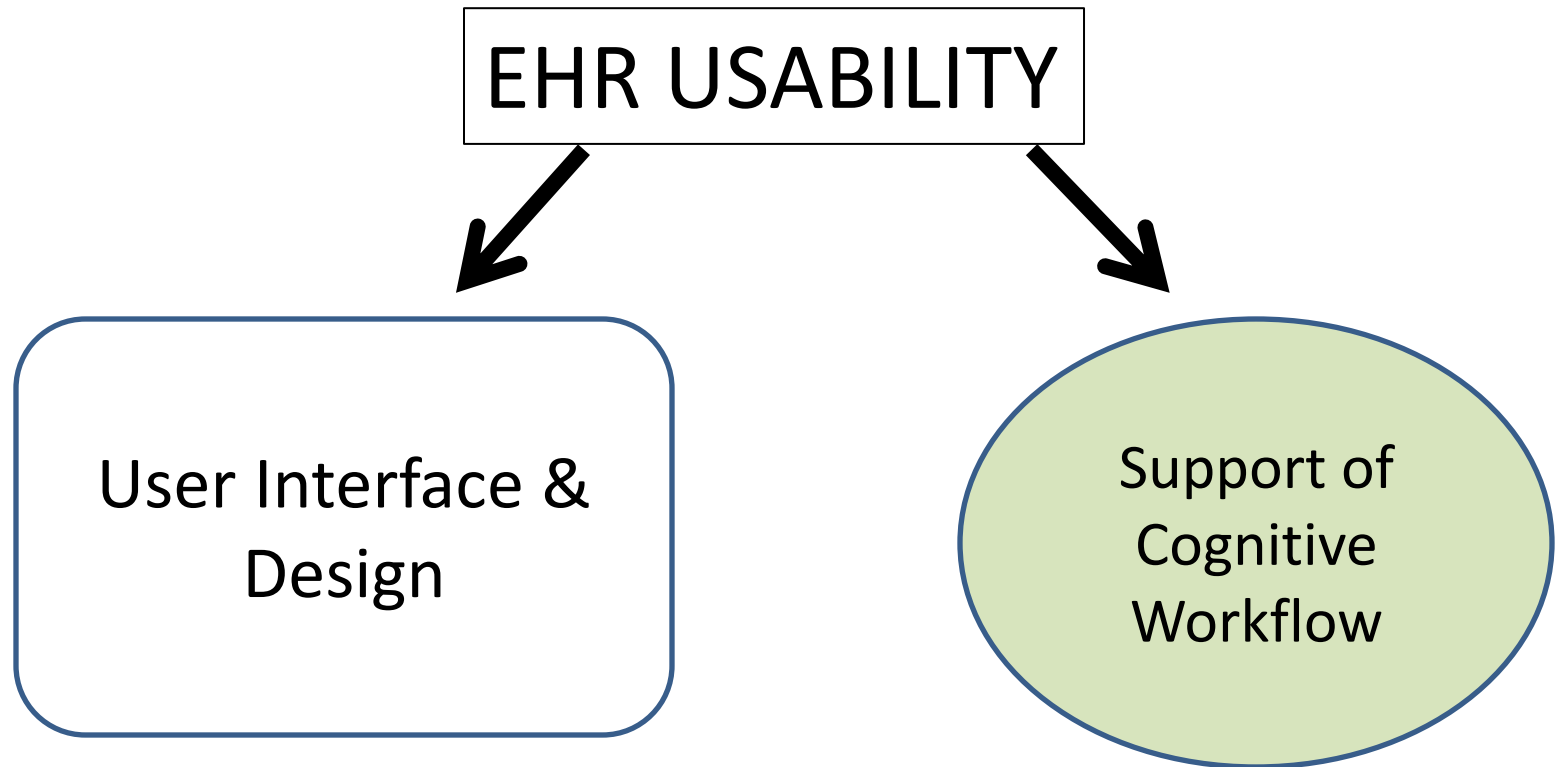 EHR USABILITY
User Interface &
Design
Support of
Cognitive
Workflow